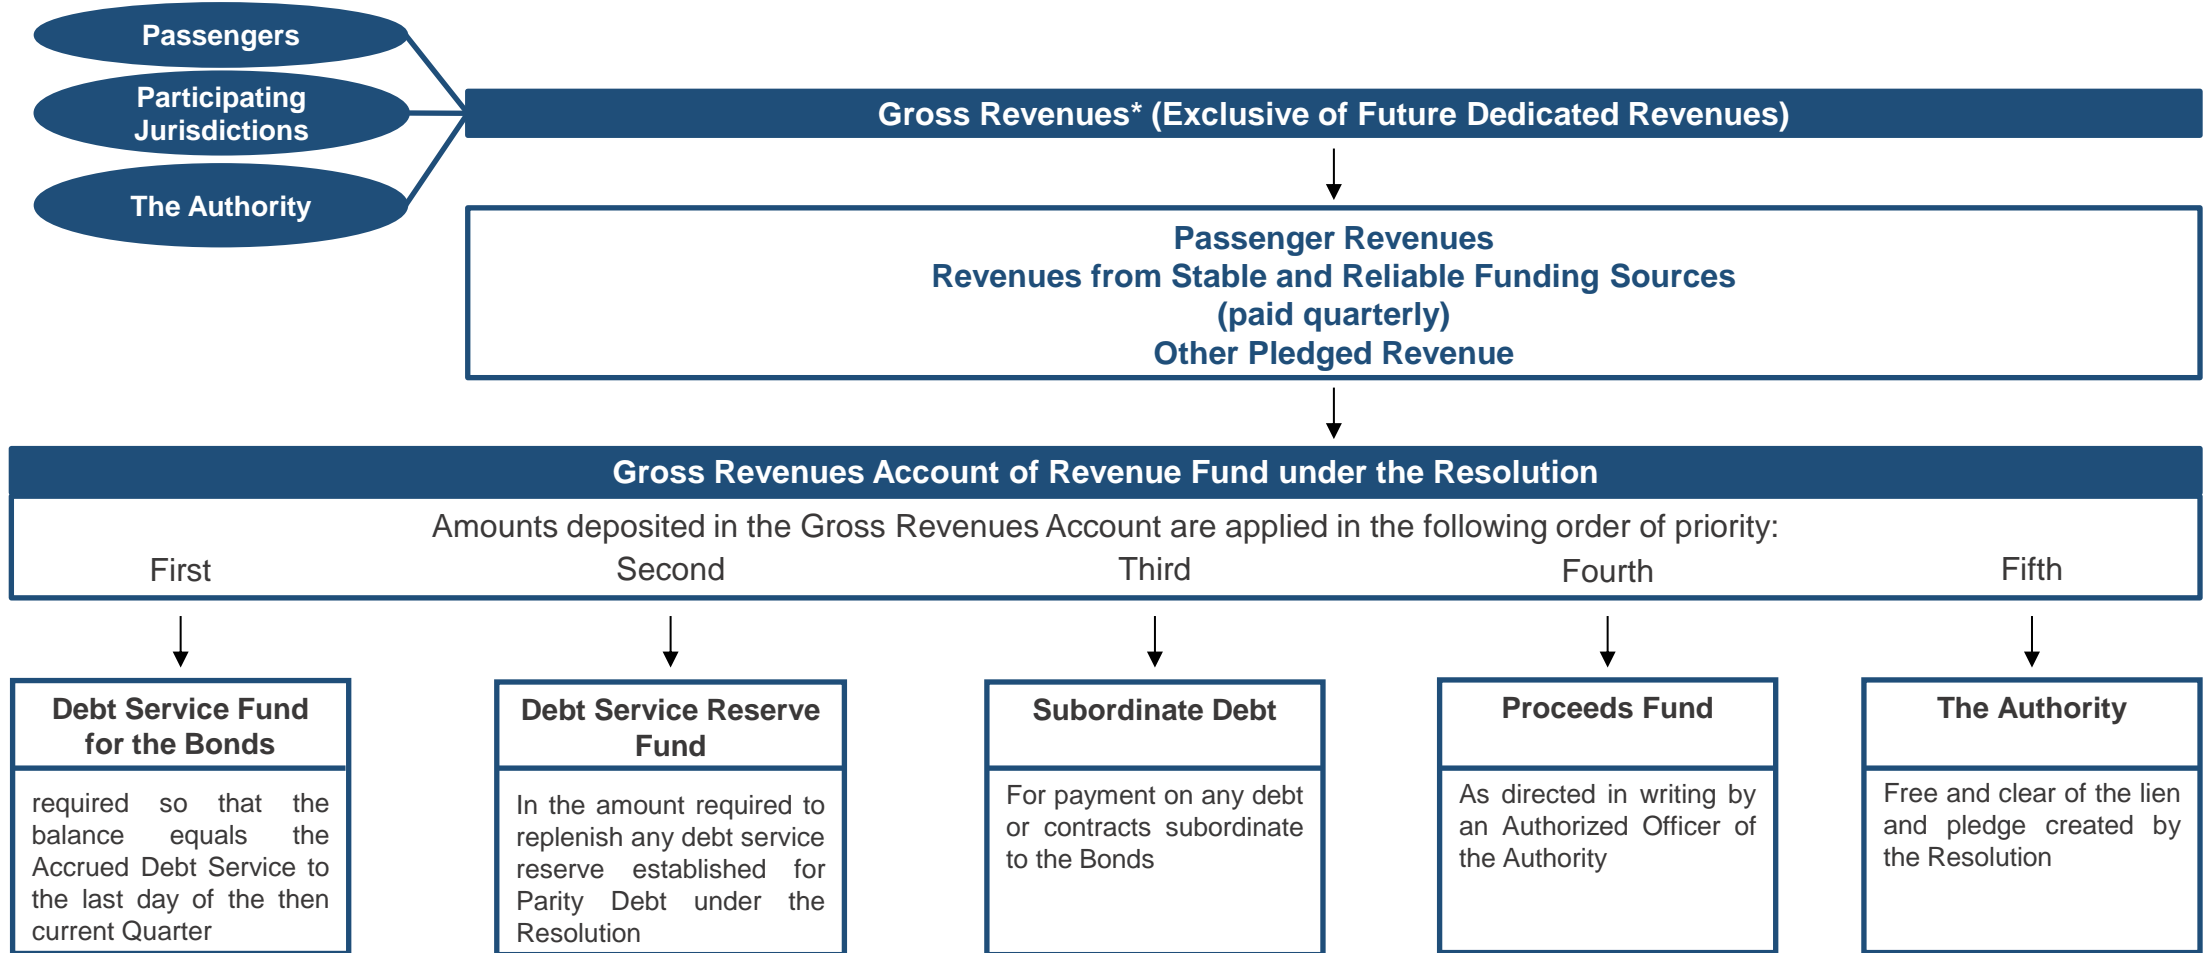 Passengers
Participating
Jurisdictions
The Authority
Gross Revenues* (Exclusive of Future Dedicated Revenues)
Passenger Revenues
Revenues from Stable and Reliable Funding Sources
(paid quarterly)
Other Pledged Revenue
Gross Revenues Account of Revenue Fund under the Resolution
Amounts deposited in the Gross Revenues Account are applied in the following order of priority:
First
Second
Third
Fourth
Fifth
Debt Service Fund
for the Bonds
required so that the
balance equals the
Accrued Debt Service to
the last day of the then
current Quarter
Debt Service Reserve
Fund
In the amount required to
replenish any debt service
reserve established for
Parity Debt under the
Resolution
Subordinate Debt
For payment on any debt
or contracts subordinate
to the Bonds
Proceeds Fund
As directed in writing by
an Authorized Officer of
the Authority
The Authority
Free and clear of the lien
and pledge created by
the Resolution